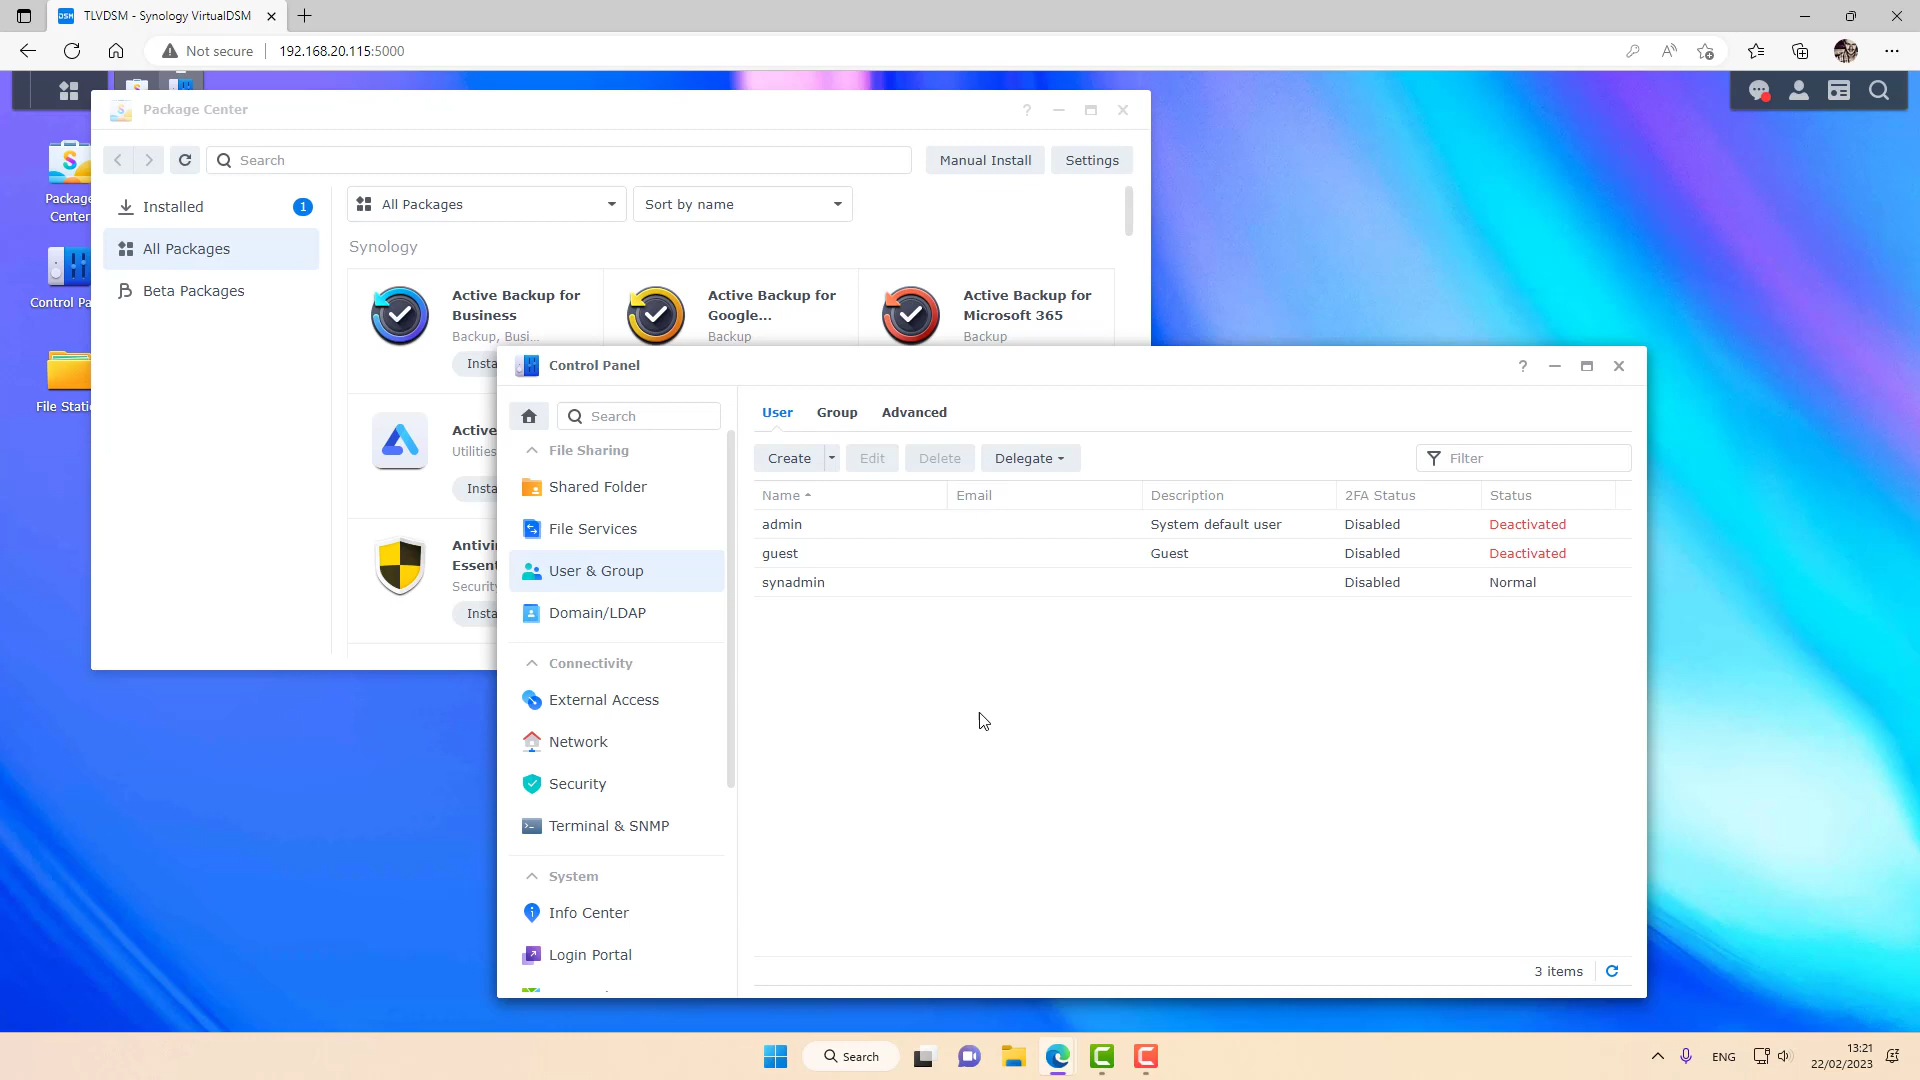 TLVDSM - Synology VirtualDSM
Not secure
192.168.20.115:5000
Package Center
Package
Center
File Stati
Search
Manual Install
Settings
Installed
1
All Packages
Beta Packages
All Packages
Sort by name
Synology
Active Backup for
Business
Backup, Busi...
Active Backup for
Google...
Backup
Active Backup for
Microsoft 365
Backup
Insta
Active
Utilities
Insta
Antivir
Essent
Security
Insta
Control Pa
Control Panel
Search
File Sharing
Shared Folder
File Services
User & Group
Domain/LDAP
Connectivity
External Access
Network
Security
Terminal & SNMP
System
Info Center
Login Portal
User
Group
Advanced
Create
Edit
Delete
Delegate
Filter
Name Email Description 2FA Status Status
admin System default user Disabled Deactivated
guest Guest Disabled Deactivated
synadmin Disabled Normal
3 items
Search
ENG
13:21
22/02/2023